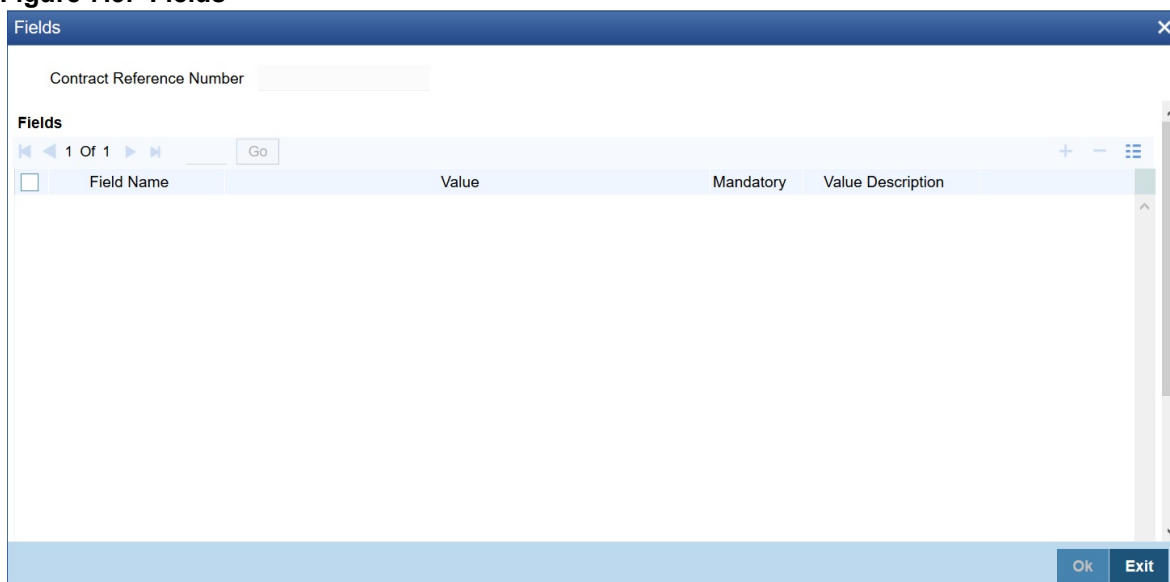 Fields
Contract Reference Number
Fields
1 Of 1 Go
Field Name Value Mandatory Value Description
Ok Exit